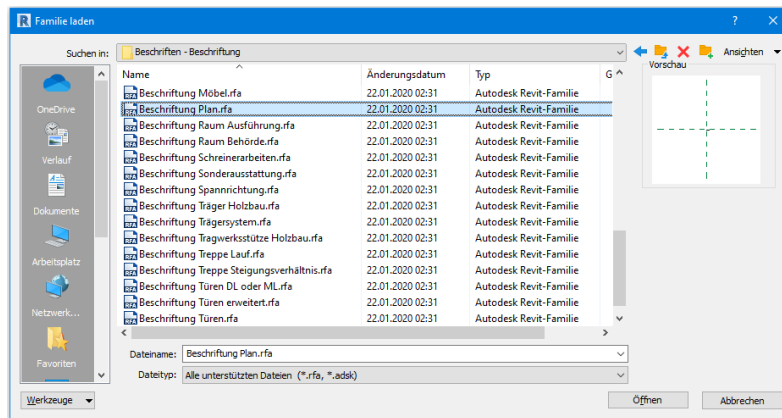 Familie laden
Suchen in: Beschriften - Beschriftung Ansichten
Vorschau
Name Änderungsdatum Typ G
Beschriftung Möbel.rfa 22.01.2020 02:31 Autodesk Revit-Familie
Beschriftung Plan.rfa 22.01.2020 02:31 Autodesk Revit-Familie
Beschriftung Raum Ausführung.rfa 22.01.2020 02:31 Autodesk Revit-Familie
Beschriftung Raum Behörde.rfa 22.01.2020 02:31 Autodesk Revit-Familie
Beschriftung Schreinerarbeiten.rfa 22.01.2020 02:31 Autodesk Revit-Familie
Beschriftung Sonderausstattung.rfa 22.01.2020 02:31 Autodesk Revit-Familie
Beschriftung Spannrichtung.rfa 22.01.2020 02:31 Autodesk Revit-Familie
Beschriftung Träger Holzbau.rfa 22.01.2020 02:31 Autodesk Revit-Familie
Beschriftung Trägersystem.rfa 22.01.2020 02:31 Autodesk Revit-Familie
Beschriftung Tragwerksstütze Holzbau.rfa 22.01.2020 02:31 Autodesk Revit-Familie
Beschriftung Treppe Lauf.rfa 22.01.2020 02:31 Autodesk Revit-Familie
Beschriftung Treppe Steigungsverhältnis.rfa 22.01.2020 02:31 Autodesk Revit-Familie
Beschriftung Türen DL oder ML.rfa 22.01.2020 02:31 Autodesk Revit-Familie
Beschriftung Türen erweitert.rfa 22.01.2020 02:31 Autodesk Revit-Familie
Beschriftung Türen.rfa 22.01.2020 02:31 Autodesk Revit-Familie
OneDrive
Verlauf
Dokumente
Arbeitsplatz
Netzwerk...
Favoriten
Dateiname: Beschriftung Plan.rfa
Dateityp: Alle unterstützten Dateien (*.rfa, *.adsk)
Werkzeuge Öffnen Abbrechen